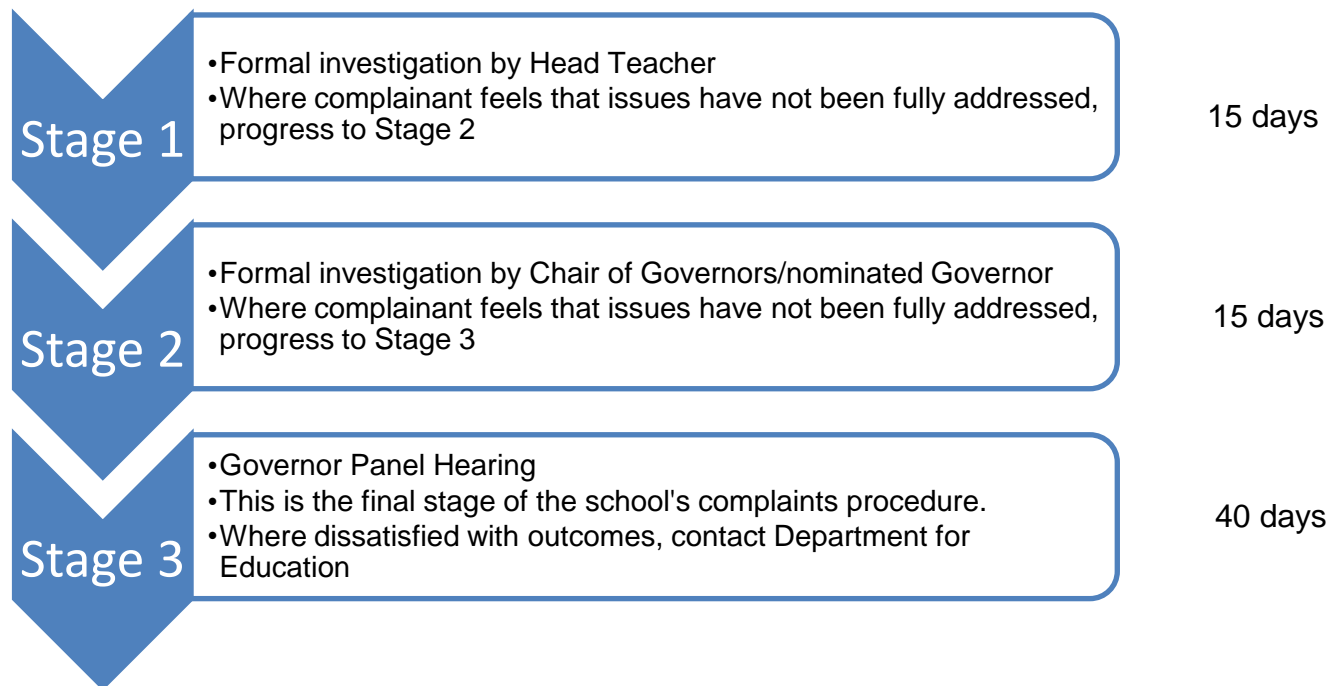 Stage 1
•Formal investigation by Head Teacher
•Where complainant feels that issues have not been fully addressed,
progress to Stage 2
15 days
Stage 2
•Formal investigation by Chair of Governors/nominated Governor
•Where complainant feels that issues have not been fully addressed,
progress to Stage 3
15 days
Stage 3
•Governor Panel Hearing
•This is the final stage of the school's complaints procedure.
•Where dissatisfied with outcomes, contact Department for
Education
40 days